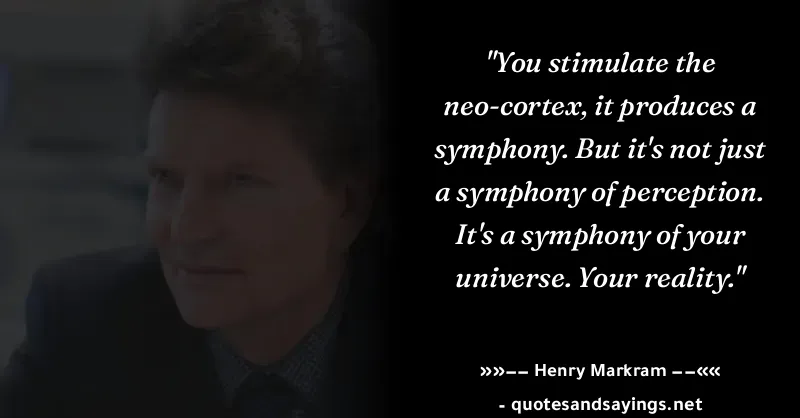 "You stimulate the
neo-cortex, it produces a
symphony. But it's not just
a symphony of perception.
It's a symphony of your
universe. Your reality."
»»–– Henry Markram ––««
- quotesandsayings.net